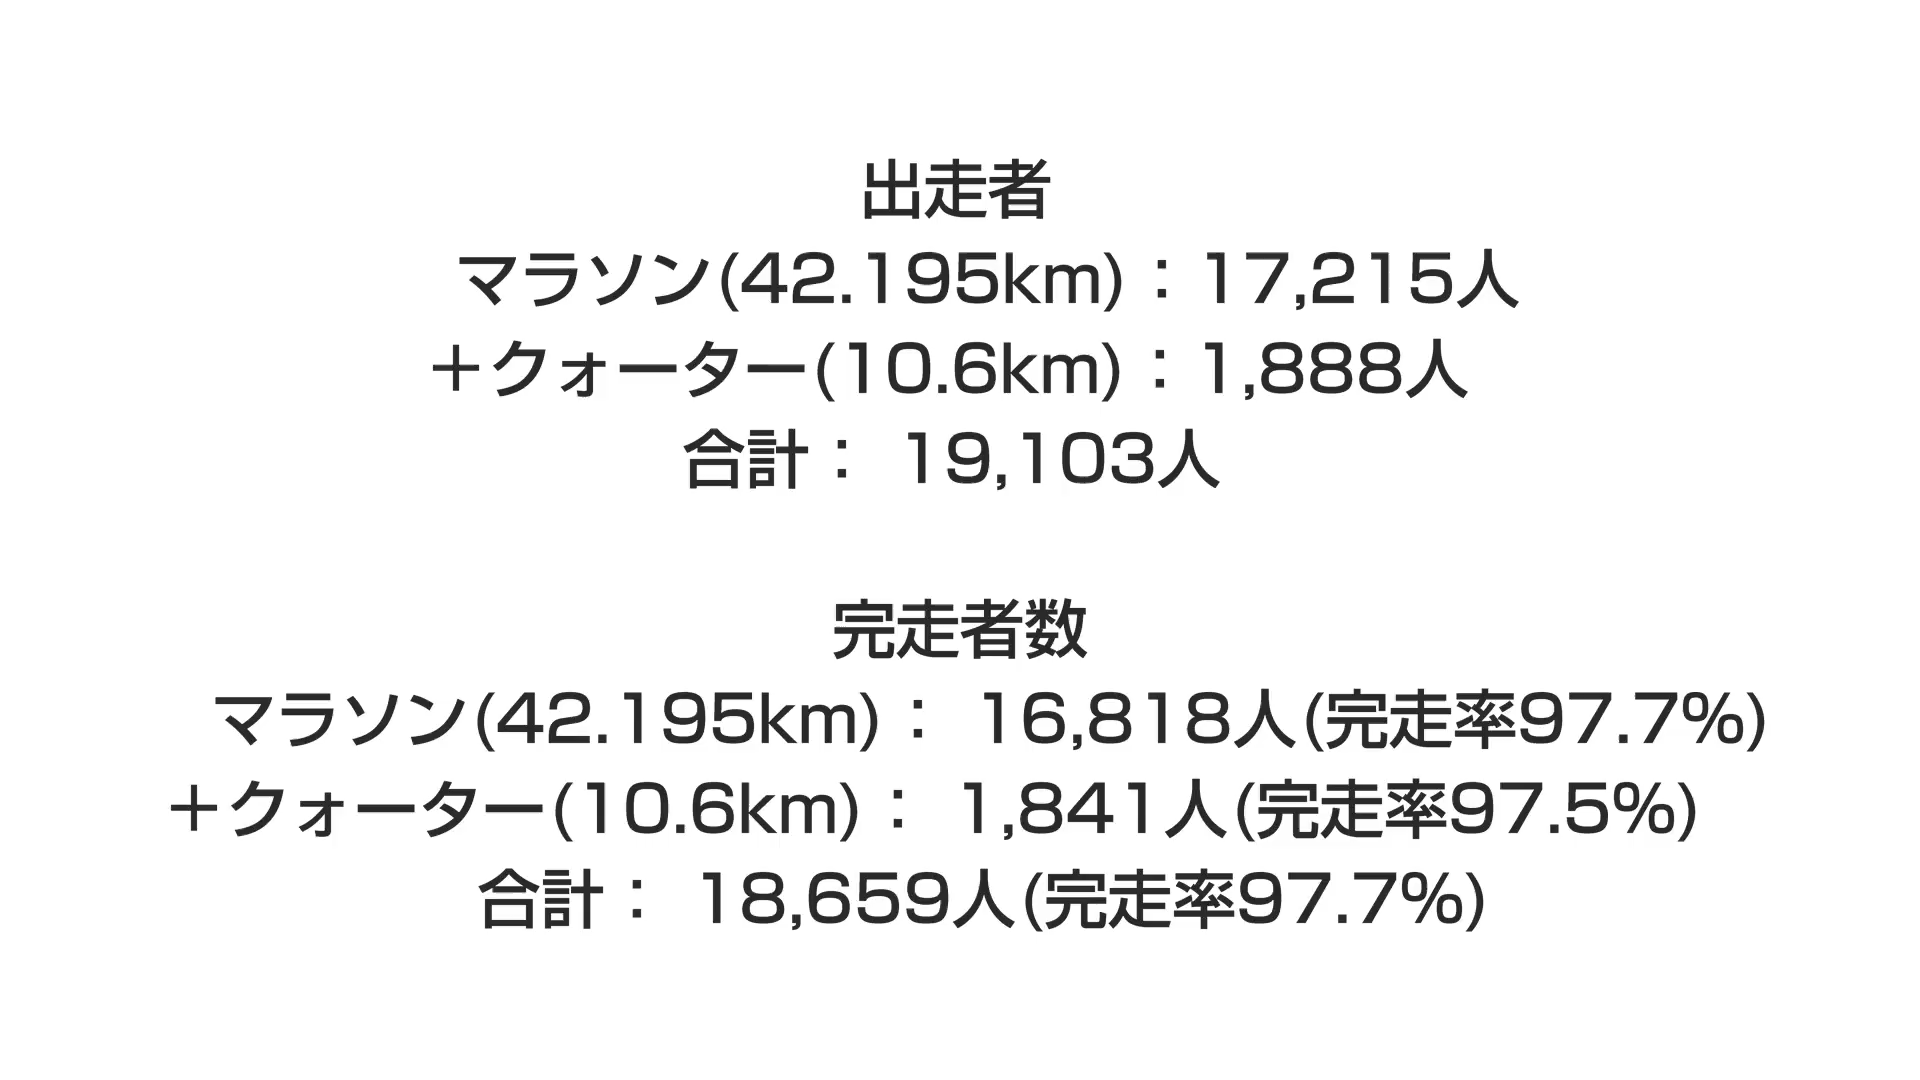 出走者
マラソン(42.195km)：17,215人
＋クォーター(10.6km)：1,888人
合計： 19,103人
完走者数
マラソン(42.195km)： 16,818人(完走率97.7%)
＋クォーター(10.6km)： 1,841人(完走率97.5%)
合計： 18,659人(完走率97.7%)